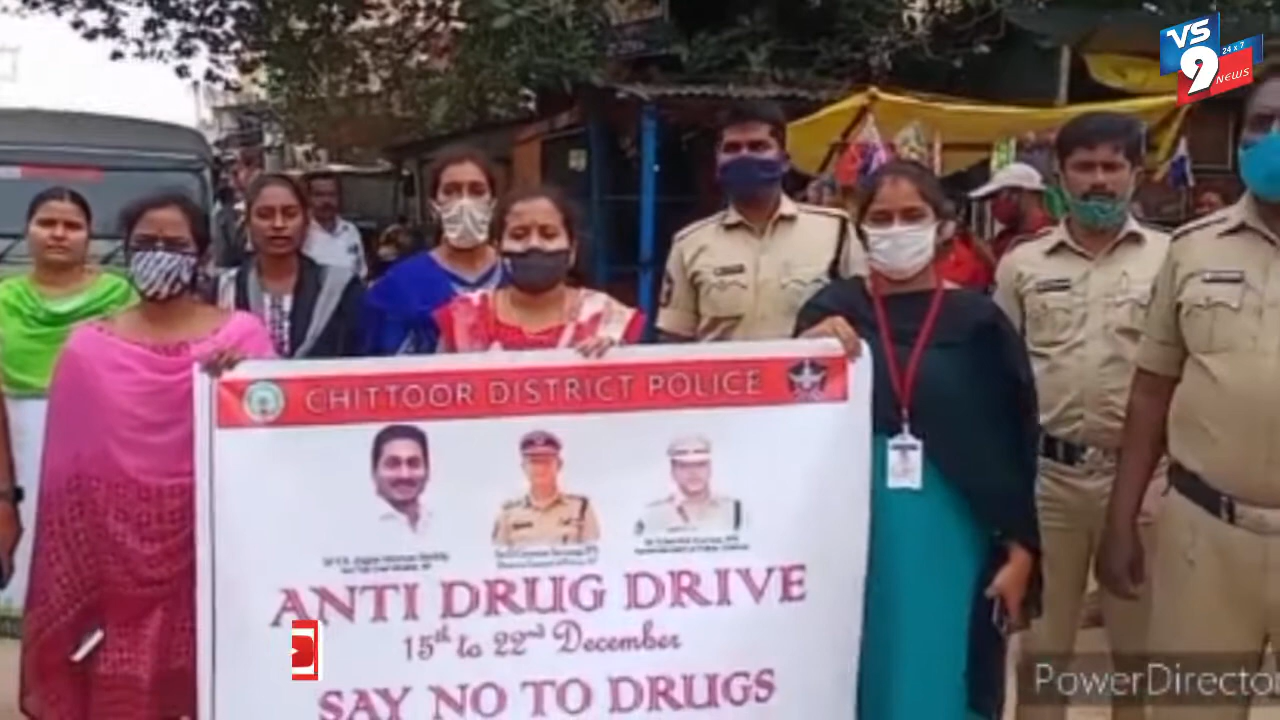 VS
9
24 x 7
NEWS
CHITTOOR DISTRICT POLICE
ANTI DRUG DRIVE
15th to 22nd December
SAY NO TO DRUGS
PowerDirector